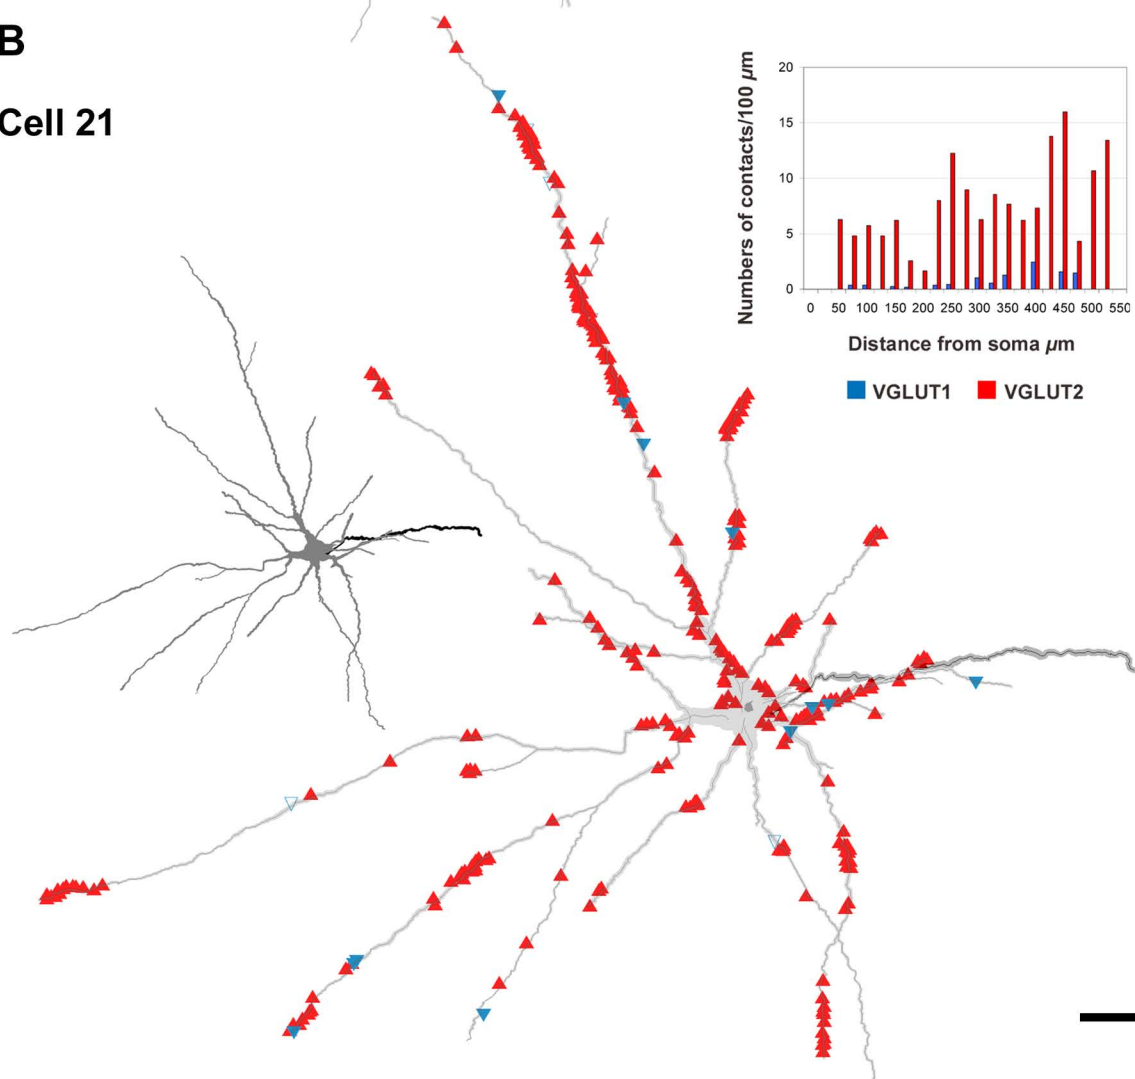 B
Cell 21
Numbers of contacts/100 µm
20
15
10
5
0
0 50 100 150 200 250 300 350 400 450 500 550
Distance from soma µm
VGLUT1 VGLUT2